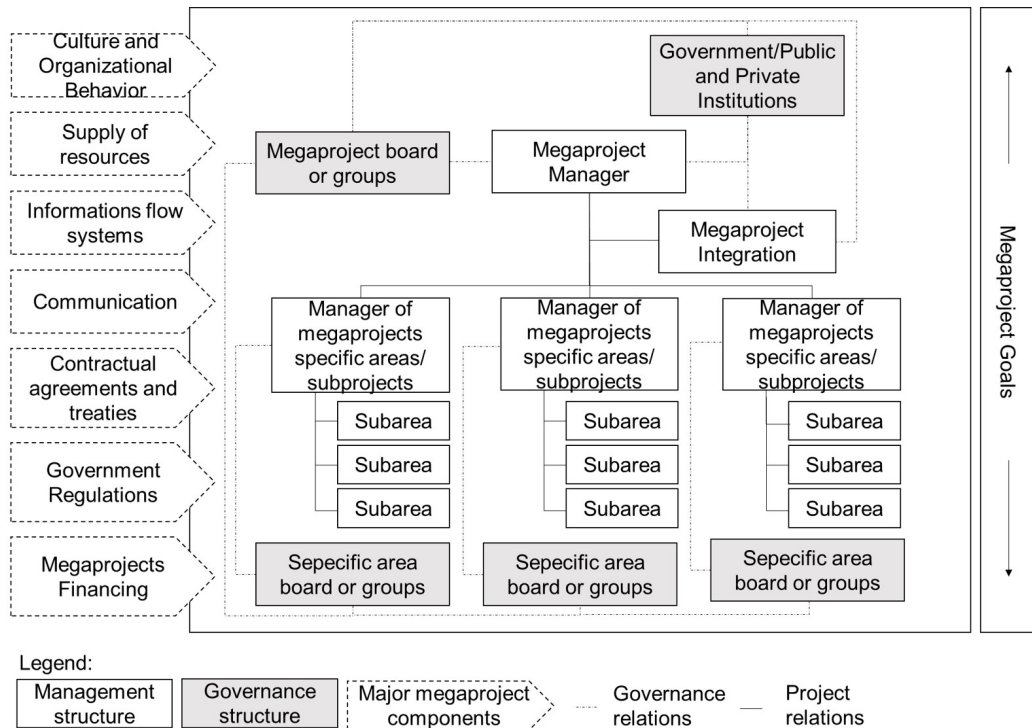 Culture and
Organizational
Behavior
Supply of
resources
Informations flow
systems
Communication
Contractual
agreements and
treaties
Government
Regulations
Megaprojects
Financing
Government/Public
and Private
Institutions
Megaproject board
or groups
Megaproject
Manager
Megaproject
Integration
Manager of
megaprojects
specific areas/
subprojects
Subarea
Subarea
Subarea
Sepecific area
board or groups
Manager of
megaprojects
specific areas/
subprojects
Subarea
Subarea
Subarea
Sepecific area
board or groups
Manager of
megaprojects
specific areas/
subprojects
Subarea
Subarea
Subarea
Sepecific area
board or groups
Megaproject Goals
Legend:
Management
structure
Governance
structure
Major megaproject
components
Governance
relations
Project
relations